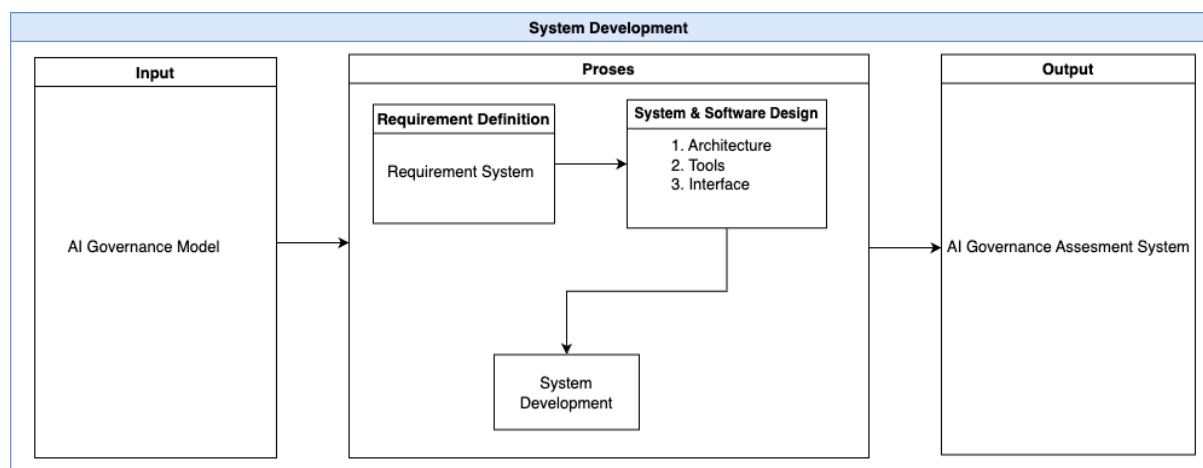 System Development
Input
AI Governance Model
Proses
Requirement Definition
Requirement System
System & Software Design
1. Architecture
2. Tools
3. Interface
System
Development
Output
AI Governance Assesment System